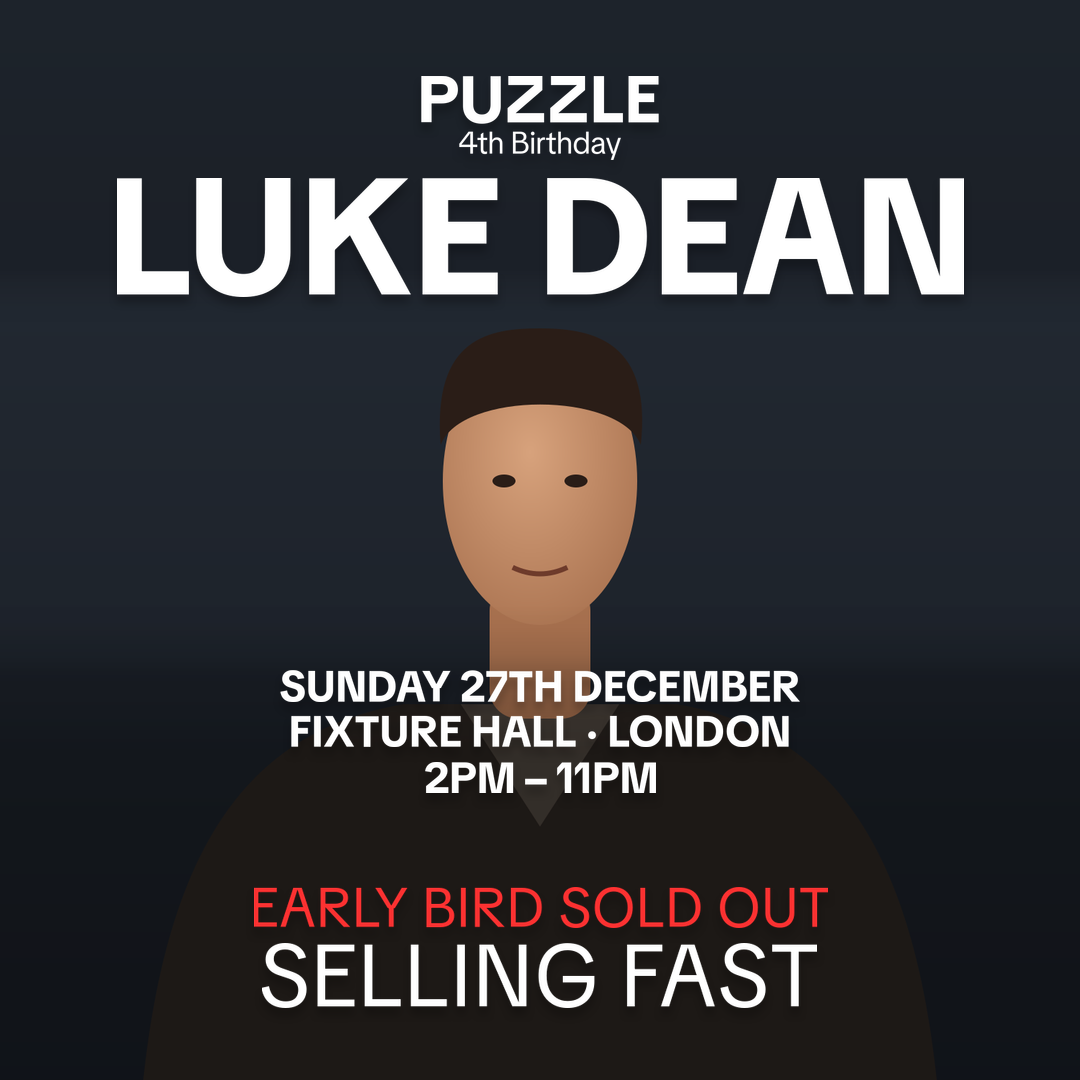 PUZZLE
4th Birthday
LUKE DEAN
SUNDAY 27TH DECEMBER
FIXTURE HALL · LONDON
2PM – 11PM
EARLY BIRD SOLD OUT
SELLING FAST